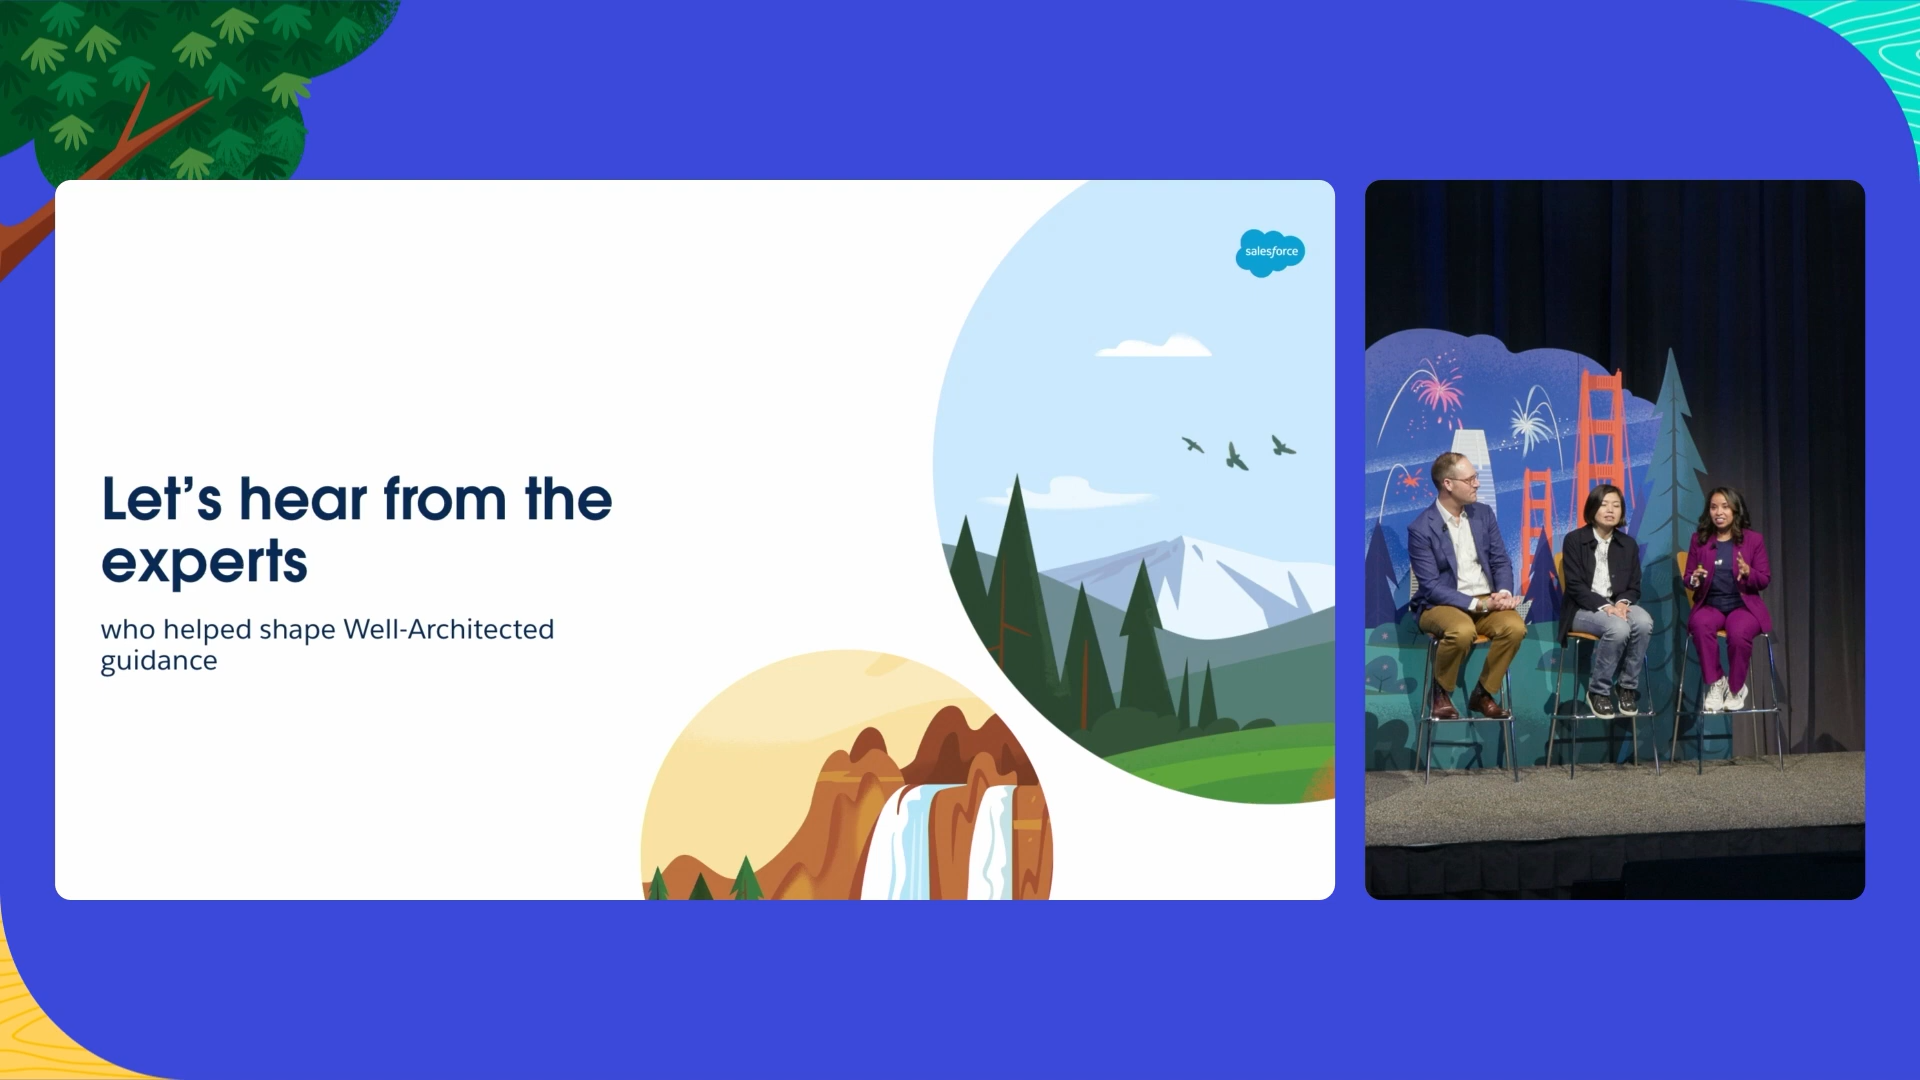 salesforce
Let’s hear from the
experts
who helped shape Well-Architected
guidance